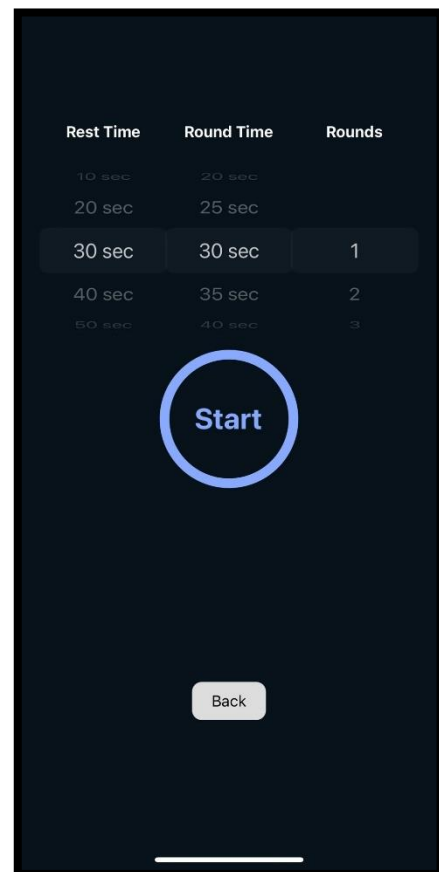 Rest Time Round Time Rounds
10 sec 20 sec
20 sec 25 sec
30 sec 30 sec 1
40 sec 35 sec 2
50 sec 40 sec 3
Start
Back